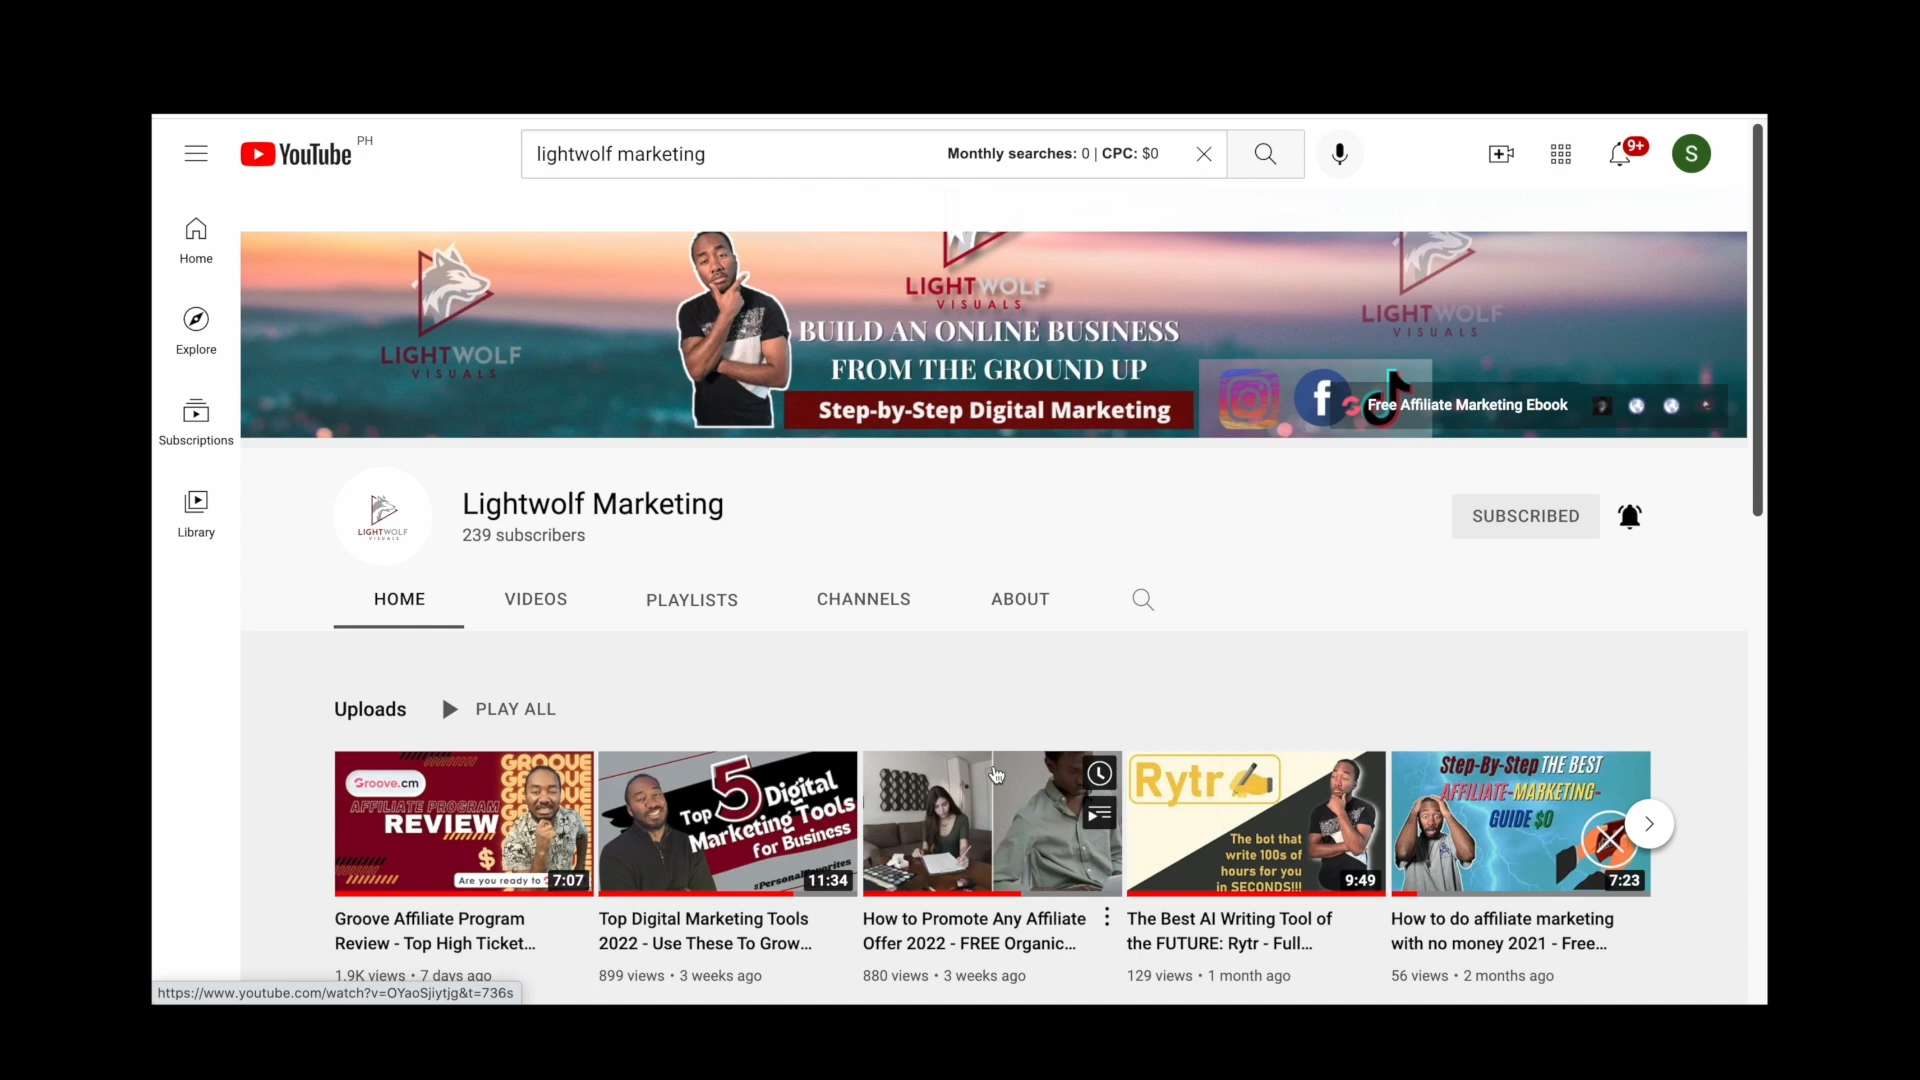 YouTube PH
lightwolf marketing
Monthly searches: 0 | CPC: $0
9+
S
Home
Explore
Subscriptions
Library
LIGHTWOLF
VISUALS
LIGHTWOLF
VISUALS
BUILD AN ONLINE BUSINESS
FROM THE GROUND UP
Step-by-Step Digital Marketing
LIGHTWOLF
VISUALS
Free Affiliate Marketing Ebook
LIGHTWOLF
VISUALS
Lightwolf Marketing
239 subscribers
SUBSCRIBED
HOME
VIDEOS
PLAYLISTS
CHANNELS
ABOUT
Uploads
PLAY ALL
Groove.cm
AFFILIATE PROGRAM
REVIEW
$
Are you ready to
GROOVE
7:07
Top 5 Digital
Marketing Tools
for Business
11:34
Rytr
The bot that
write 100s of
hours for you
in SECONDS!!!
9:49
Step-By-Step THE BEST
AFFILIATE-MARKETING-
GUIDE $0
7:23
Groove Affiliate Program
Review - Top High Ticket...
1.9K views • 7 days ago
Top Digital Marketing Tools
2022 - Use These To Grow...
899 views • 3 weeks ago
How to Promote Any Affiliate
Offer 2022 - FREE Organic...
880 views • 3 weeks ago
The Best AI Writing Tool of
the FUTURE: Rytr - Full...
129 views • 1 month ago
How to do affiliate marketing
with no money 2021 - Free...
56 views • 2 months ago
https://www.youtube.com/watch?v=OYaoSjiytjg&t=736s